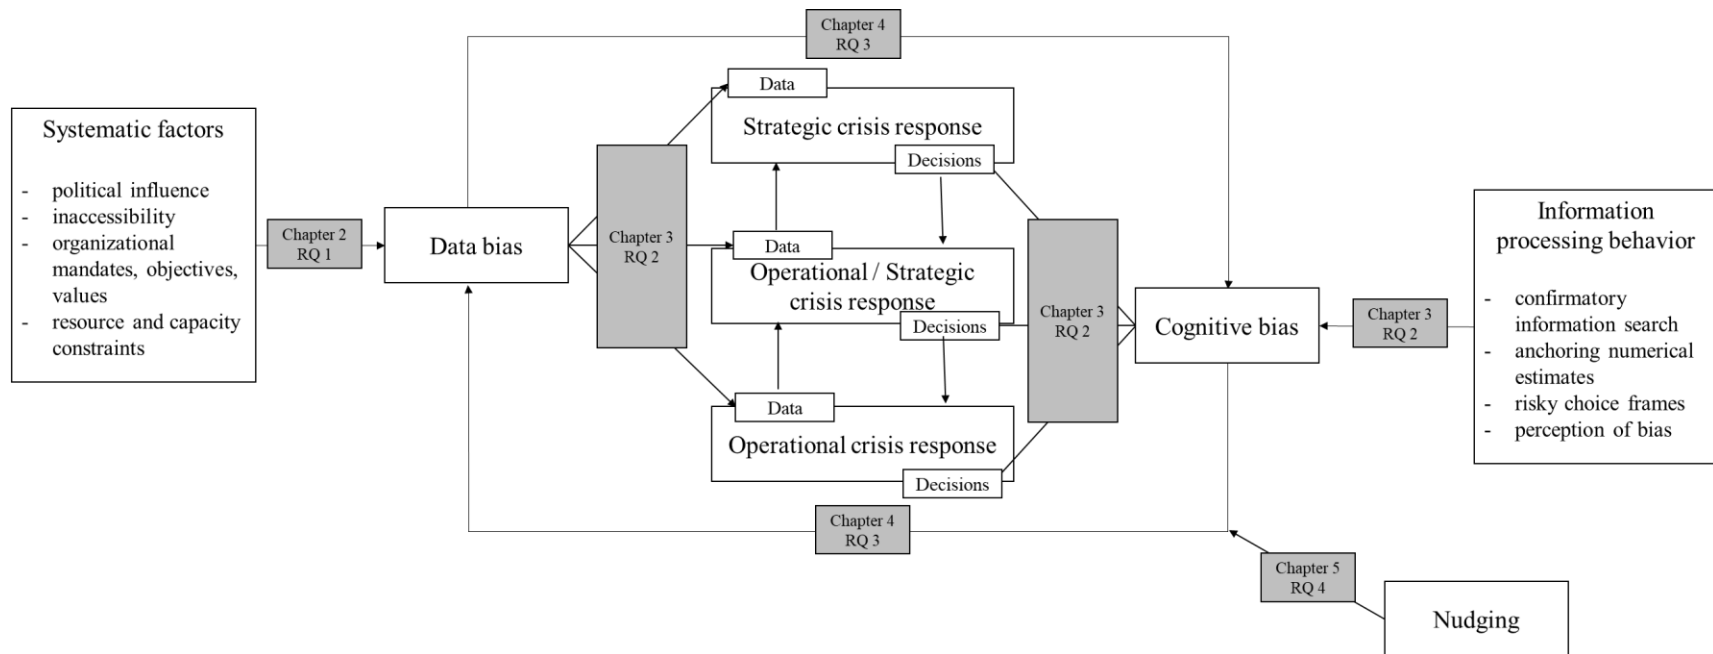 Chapter 4
RQ 3
Systematic factors
- political influence
- inaccessibility
- organizational
mandates, objectives,
values
- resource and capacity
constraints
Chapter 2
RQ 1
Data bias
Chapter 3
RQ 2
Data
Strategic crisis response
Decisions
Data
Operational / Strategic
crisis response
Decisions
Data
Operational crisis response
Decisions
Chapter 3
RQ 2
Cognitive bias
Chapter 3
RQ 2
Information
processing behavior
- confirmatory
information search
- anchoring numerical
estimates
- risky choice frames
- perception of bias
Chapter 4
RQ 3
Chapter 5
RQ 4
Nudging